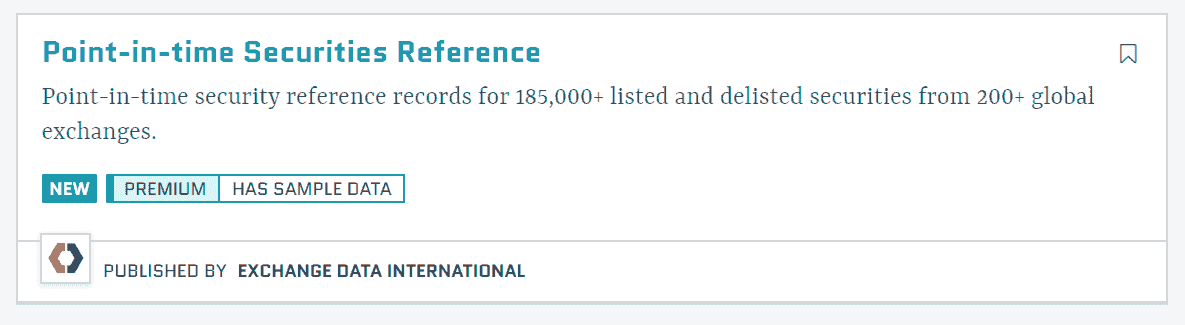 Point-in-time Securities Reference
Point-in-time security reference records for 185,000+ listed and delisted securities from 200+ global
exchanges.
NEW PREMIUM HAS SAMPLE DATA
PUBLISHED BY EXCHANGE DATA INTERNATIONAL